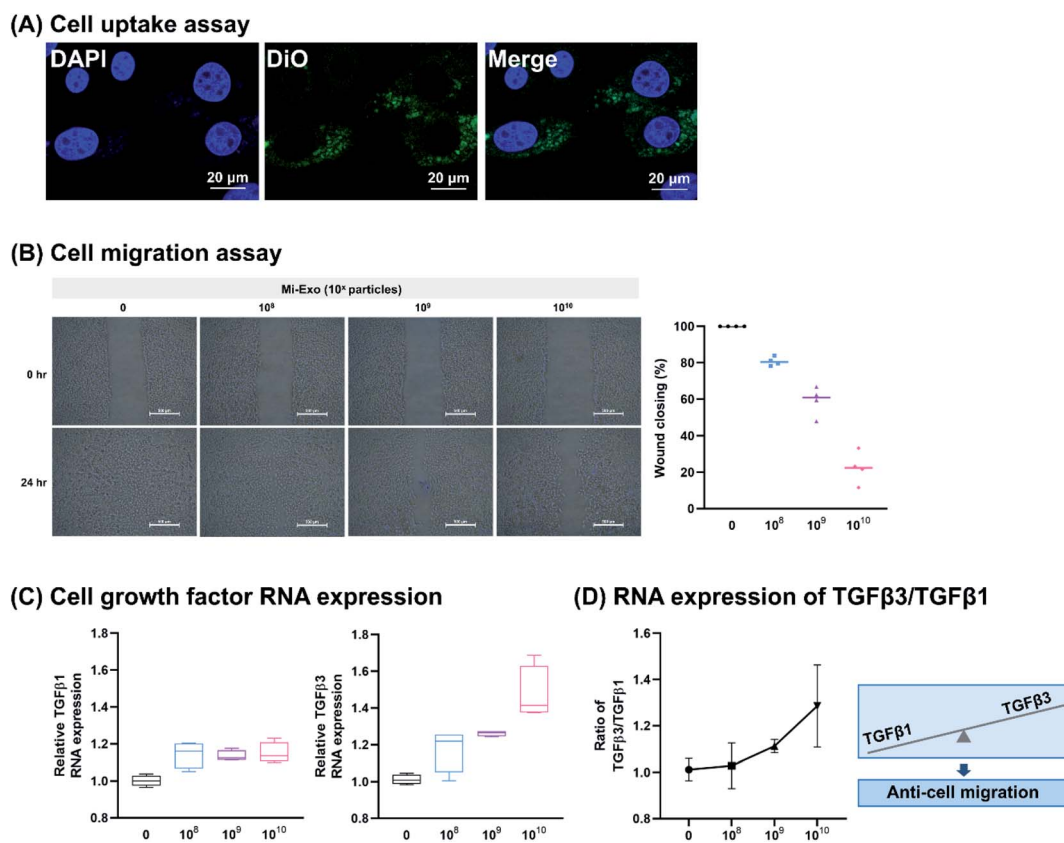 (A) Cell uptake assay
DAPI
DiO
Merge
20 µm
20 µm
20 µm
(B) Cell migration assay
Mi-Exo (10ˣ particles)
0
10⁸
10⁹
10¹⁰
0 hr
24 hr
Wound closing (%)
100
80
60
40
20
0
0
10⁸
10⁹
10¹⁰
(C) Cell growth factor RNA expression
Relative TGFβ1
RNA expression
1.8
1.6
1.4
1.2
1.0
0.8
0
10⁸
10⁹
10¹⁰
Relative TGFβ3
RNA expression
1.8
1.6
1.4
1.2
1.0
0.8
0
10⁸
10⁹
10¹⁰
(D) RNA expression of TGFβ3/TGFβ1
Ratio of
TGFβ3/TGFβ1
1.6
1.4
1.2
1.0
0.8
0
10⁸
10⁹
10¹⁰
TGFβ1
TGFβ3
Anti-cell migration